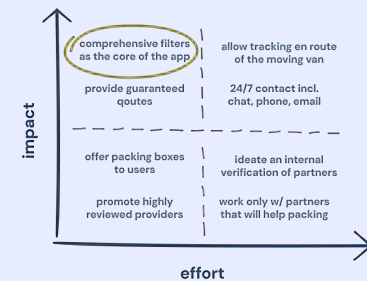 comprehensive filters
as the core of the app
allow tracking en route
of the moving van
provide guaranteed
qoutes
24/7 contact incl.
chat, phone, email
impact
offer packing boxes
to users
ideate an internal
verification of partners
promote highly
reviewed providers
work only w/ partners
that will help packing
effort